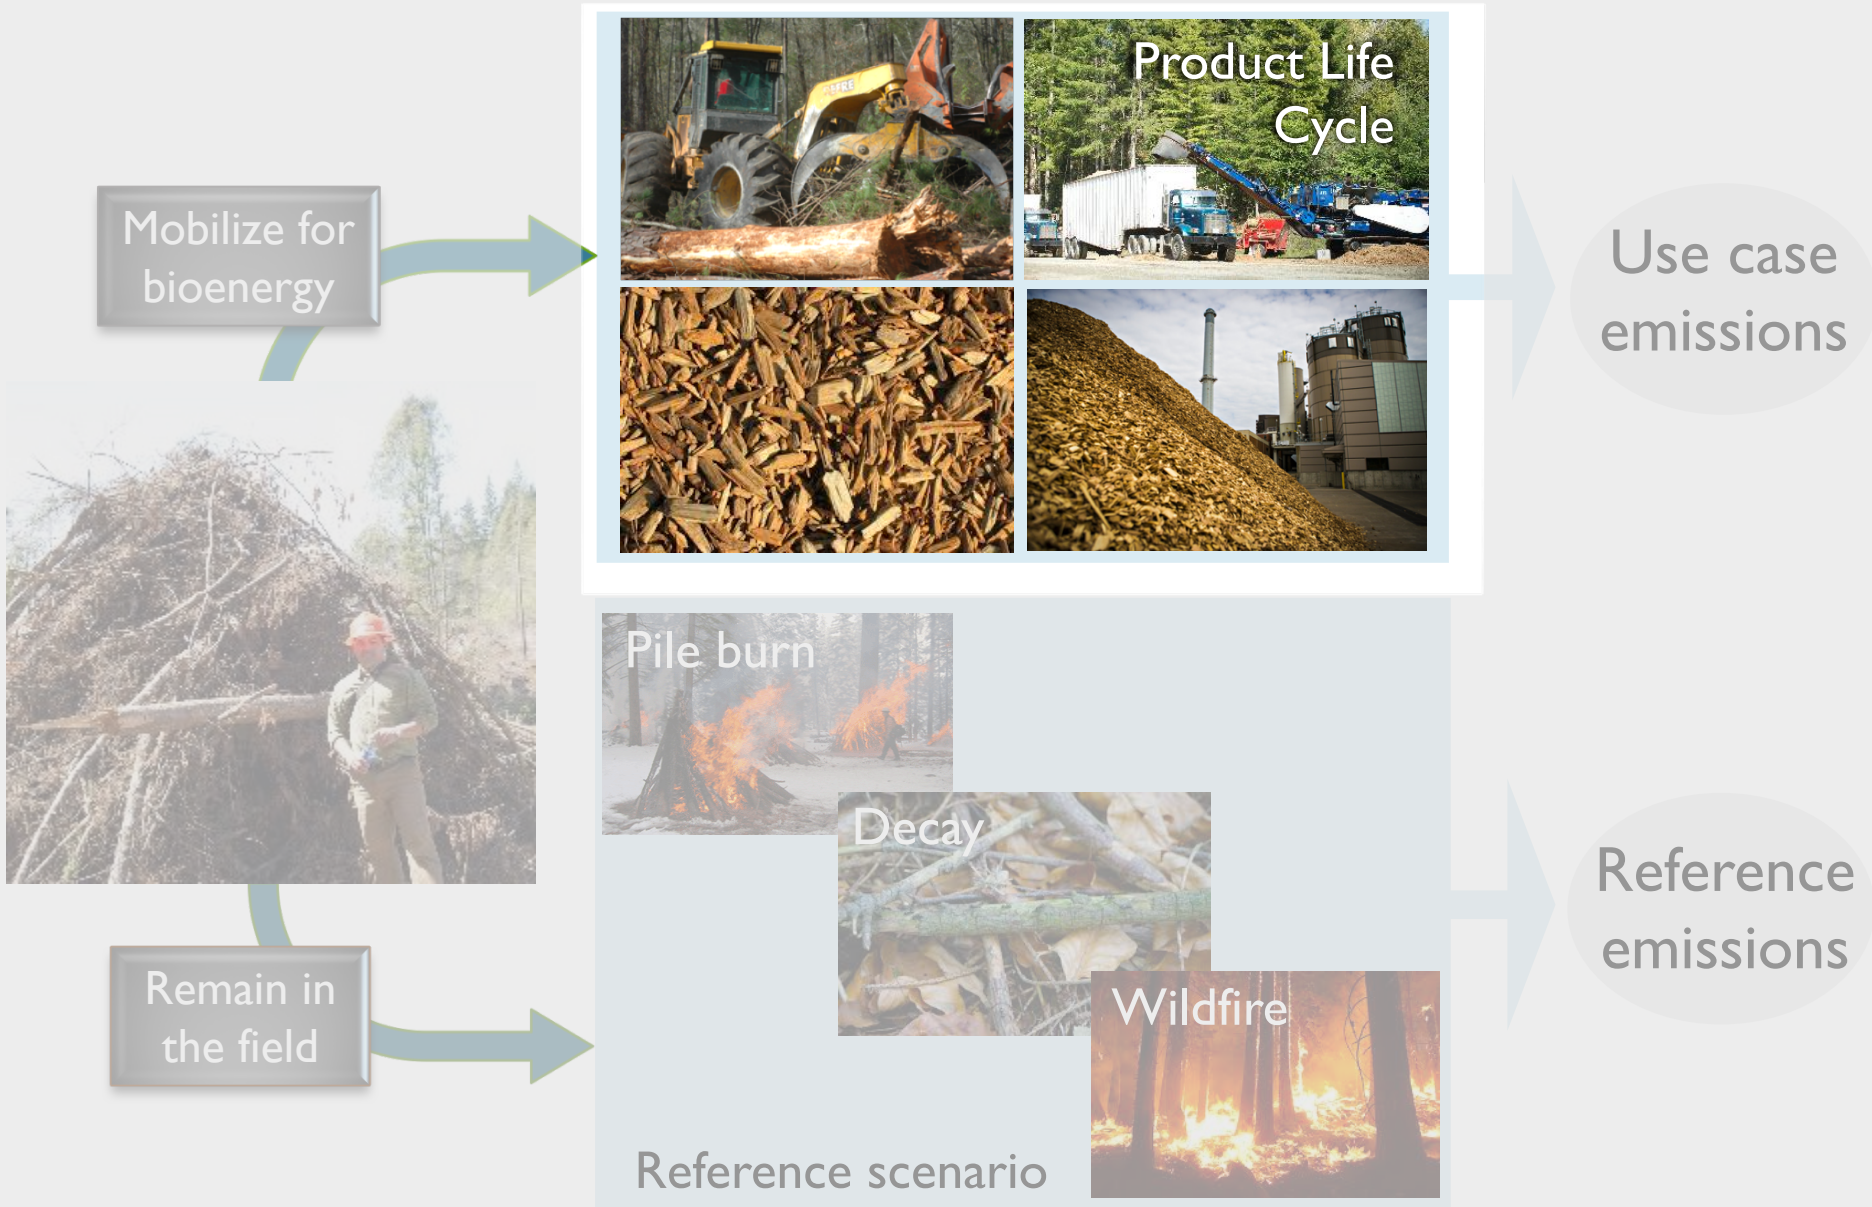 Product Life
Cycle
Mobilize for
bioenergy
Use case
emissions
Pile burn
Decay
Wildfire
Remain in
the field
Reference
emissions
Reference scenario